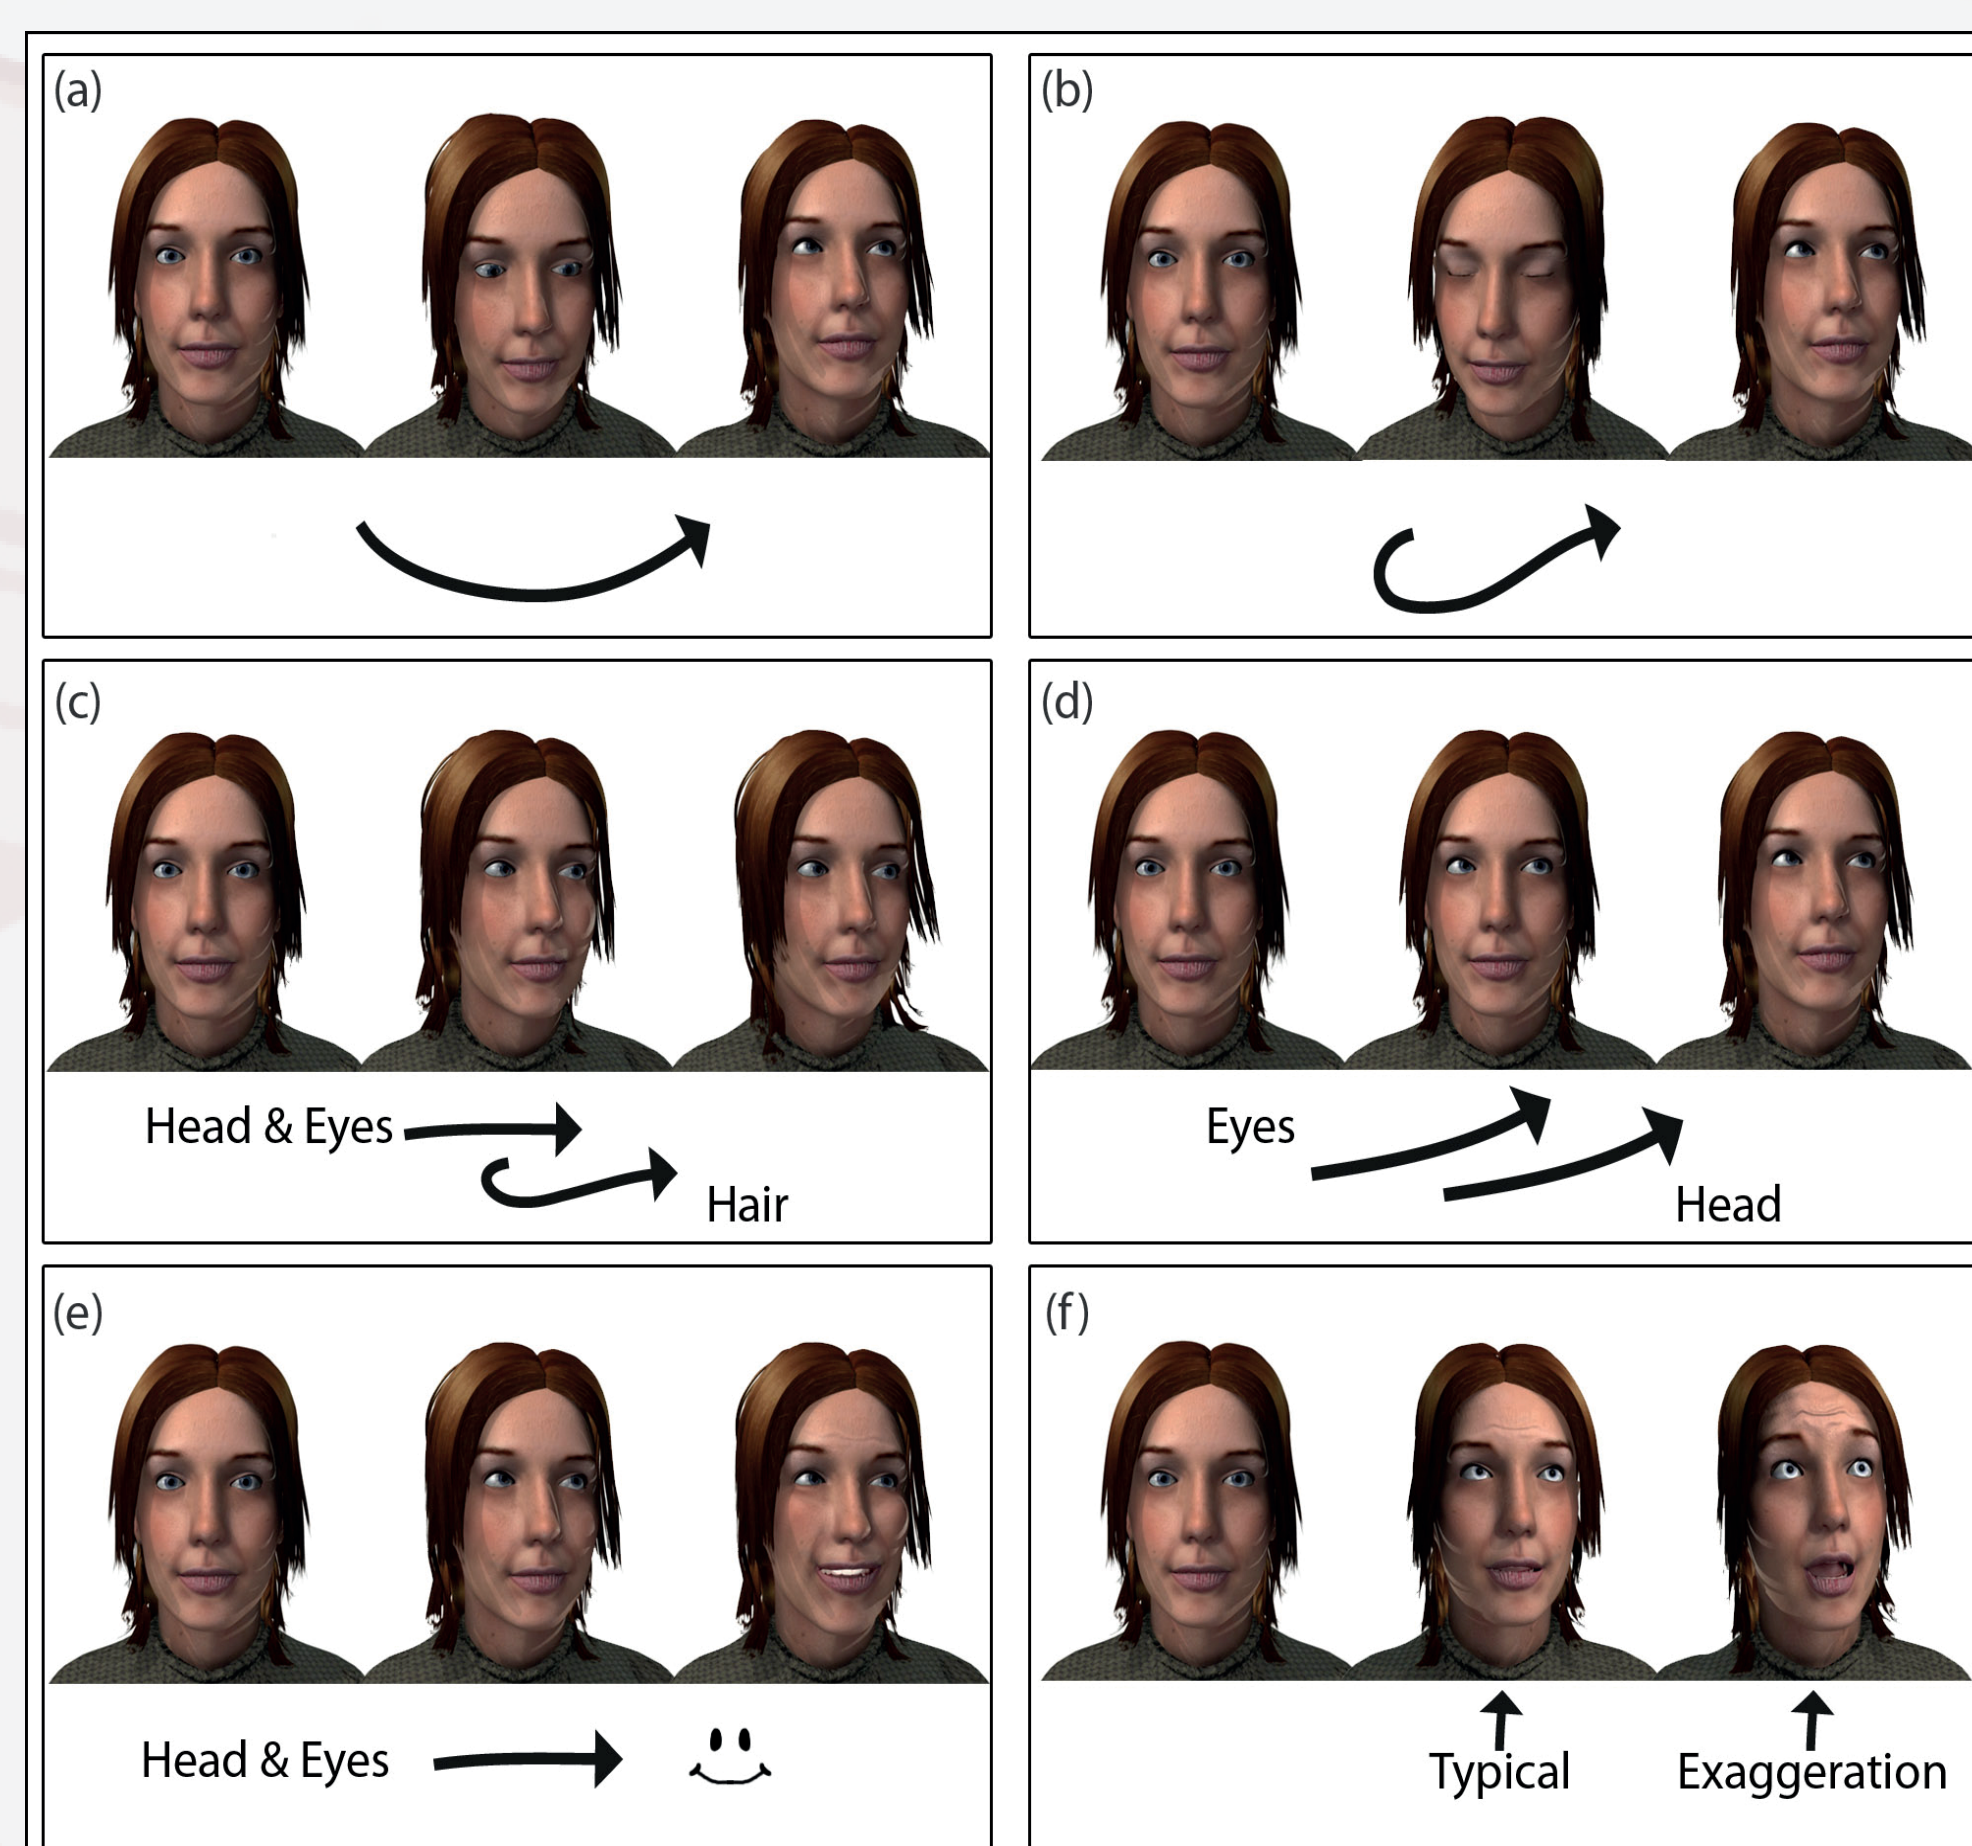 (a)
(b)
(c)
Head & Eyes
Hair
(d)
Eyes
Head
(e)
Head & Eyes
(f)
Typical
Exaggeration